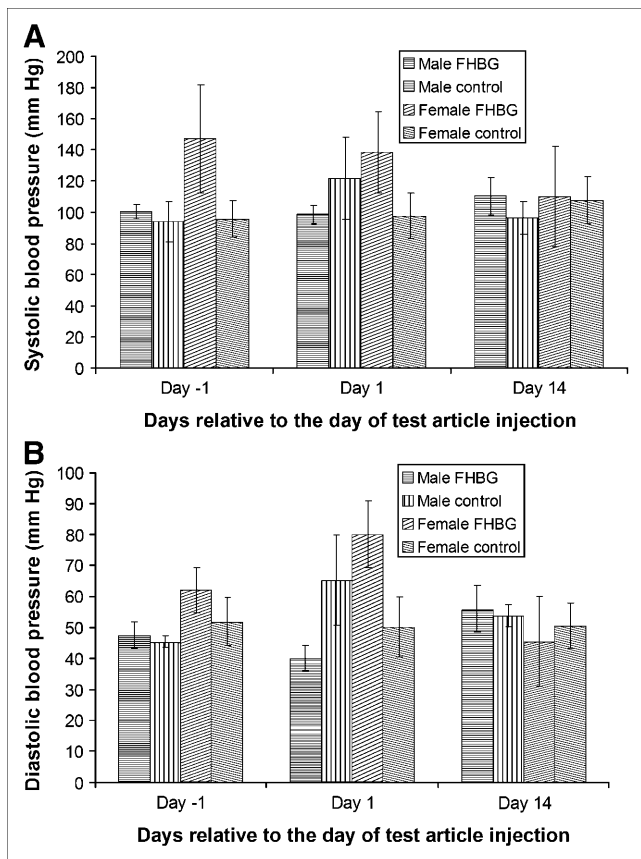 A
Systolic blood pressure (mm Hg)
200
180
160
140
120
100
80
60
40
20
0
Male FHBG
Male control
Female FHBG
Female control
Day -1
Day 1
Day 14
Days relative to the day of test article injection
B
Diastolic blood pressure (mm Hg)
100
90
80
70
60
50
40
30
20
10
0
Male FHBG
Male control
Female FHBG
Female control
Day -1
Day 1
Day 14
Days relative to the day of test article injection